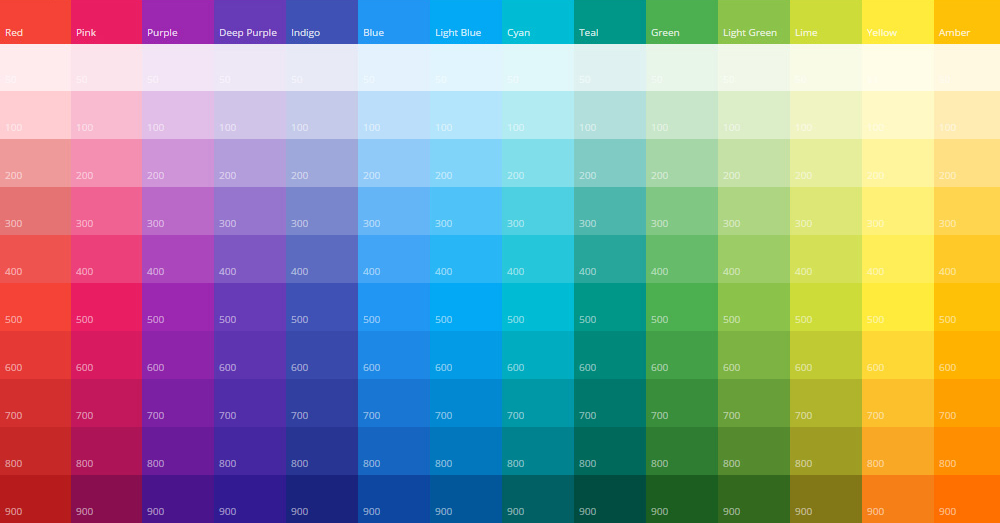 Red Pink Purple Deep Purple Indigo Blue Light Blue Cyan Teal Green Light Green Lime Yellow Amber
50 50 50 50 50 50 50 50 50 50 50
100 100 100 100 100 100 100 100 100 100 100 100 100
200 200 200 200 200 200 200 200 200 200 200 200 200 200
300 300 300 300 300 300 300 300 300 300 300 300 300 300
400 400 400 400 400 400 400 400 400 400 400 400 400 400
500 500 500 500 500 500 500 500 500 500 500 500 500 500
600 600 600 600 600 600 600 600 600 600 600 600 600 600
700 700 700 700 700 700 700 700 700 700 700 700 700 700
800 800 800 800 800 800 800 800 800 800 800 800 800 800
900 900 900 900 900 900 900 900 900 900 900 900 900 900